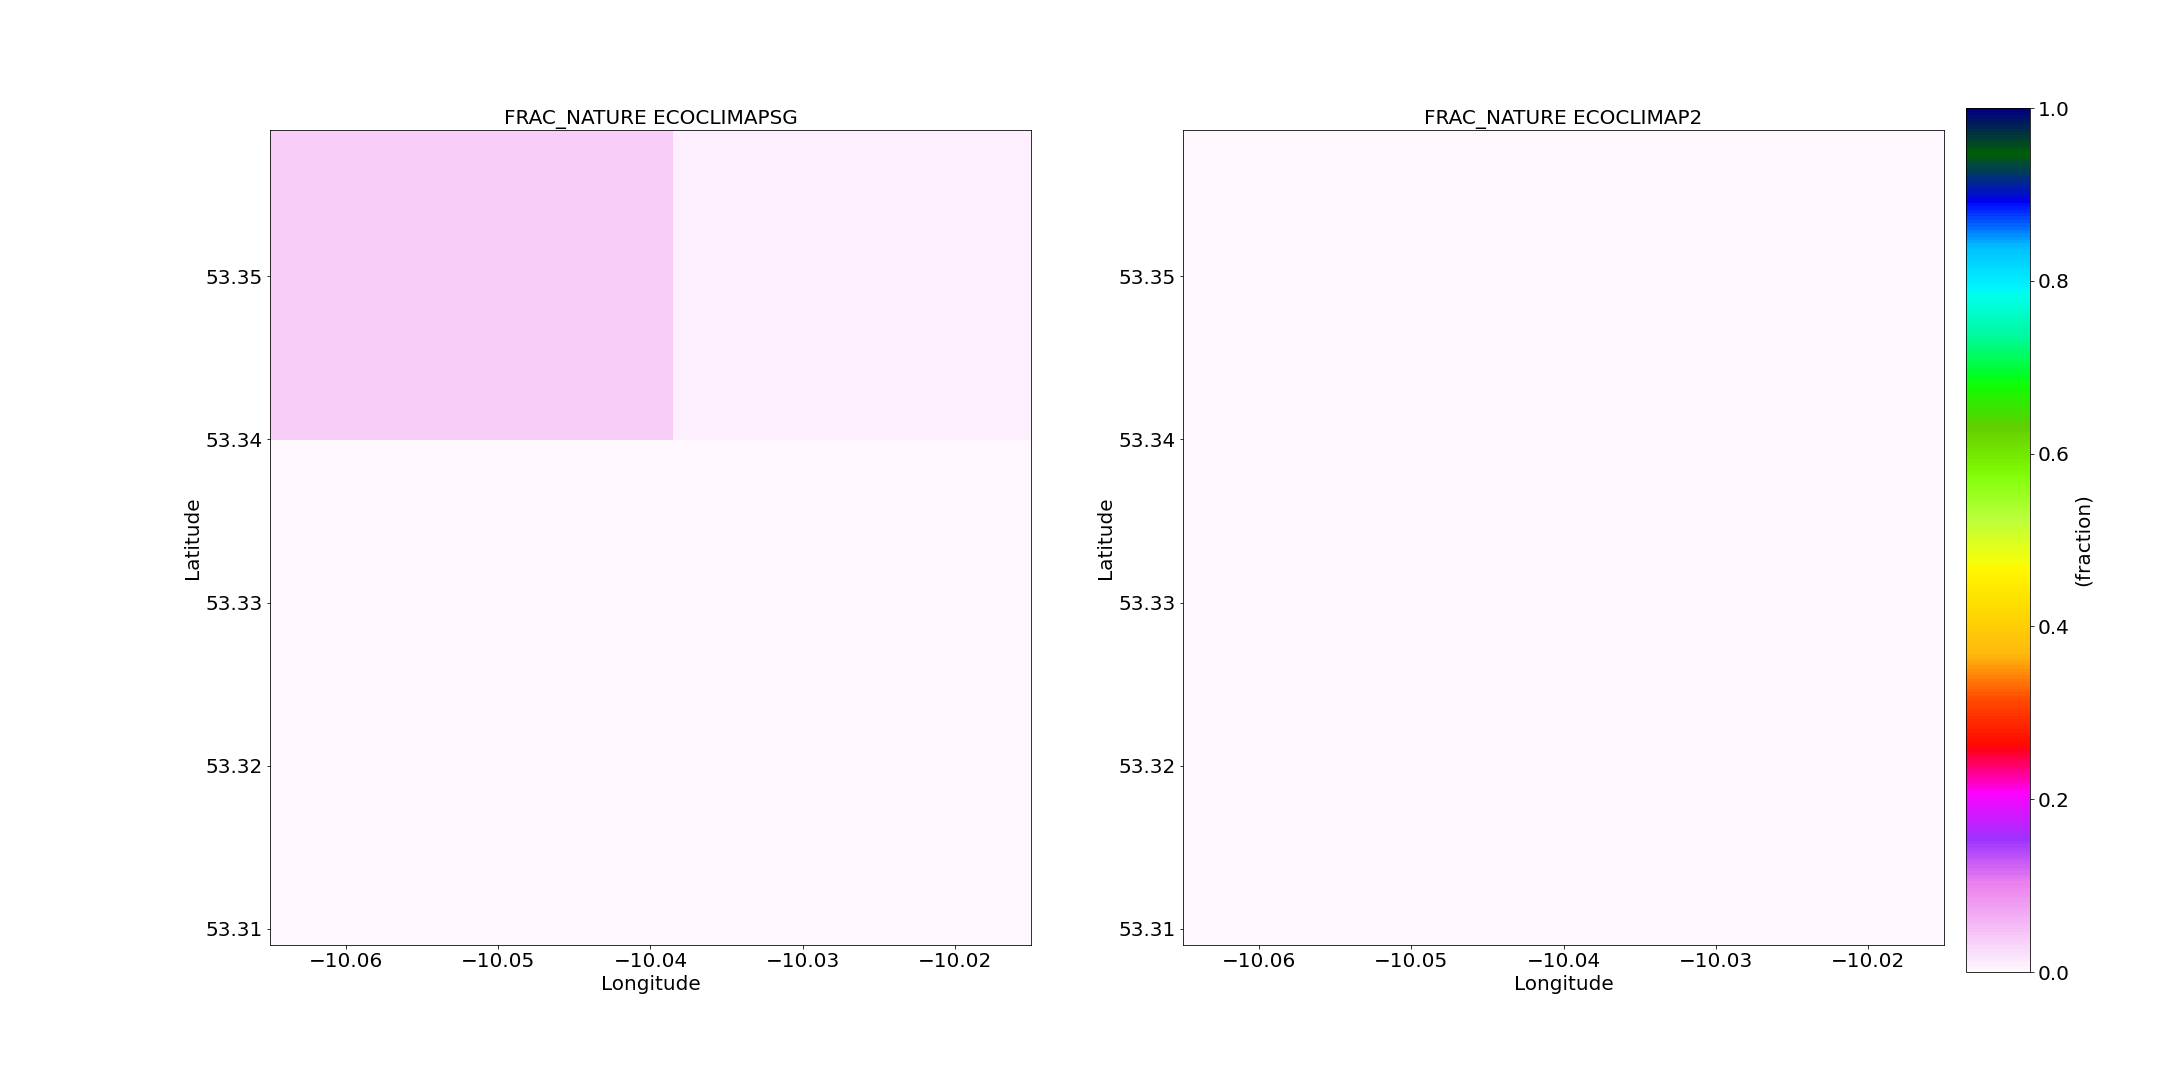 FRAC_NATURE ECOCLIMAPSG
53.35
53.34
53.33
53.32
53.31
Latitude
−10.06 −10.05 −10.04 −10.03 −10.02
Longitude
FRAC_NATURE ECOCLIMAP2
53.35
53.34
53.33
53.32
53.31
Latitude
−10.06 −10.05 −10.04 −10.03 −10.02
Longitude
1.0
0.8
0.6
0.4
0.2
0.0
(fraction)